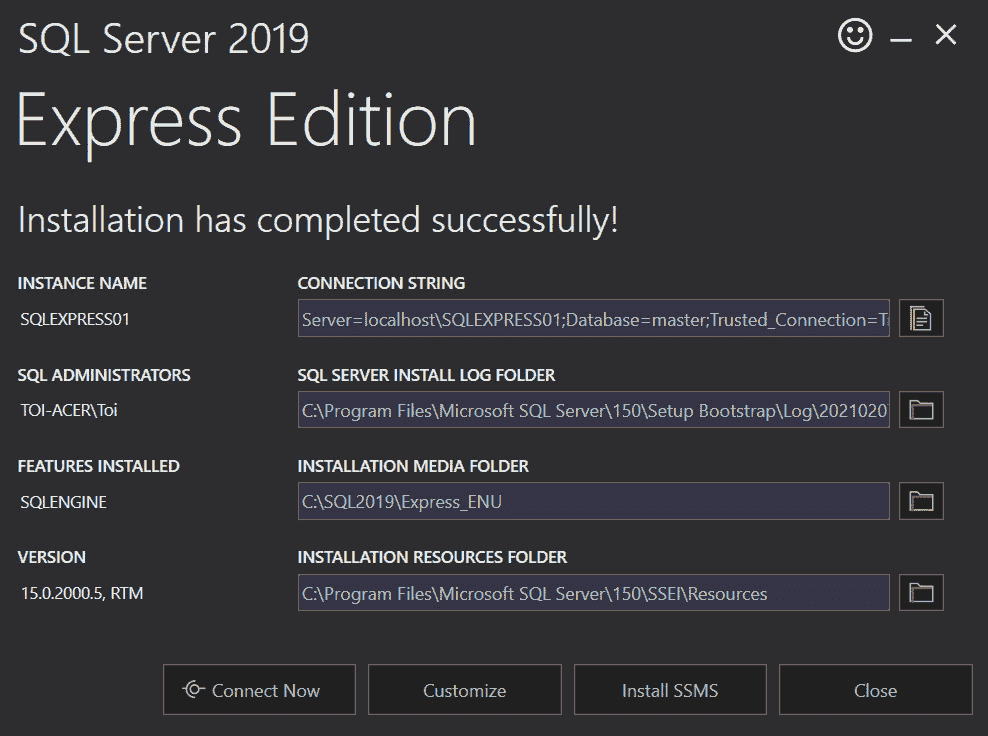 SQL Server 2019
Express Edition
Installation has completed successfully!
INSTANCE NAME
SQLEXPRESS01
CONNECTION STRING
Server=localhost\SQLEXPRESS01;Database=master;Trusted_Connection=T
SQL ADMINISTRATORS
TOI-ACER\Toi
SQL SERVER INSTALL LOG FOLDER
C:\Program Files\Microsoft SQL Server\150\Setup Bootstrap\Log\2021020
FEATURES INSTALLED
SQLENGINE
INSTALLATION MEDIA FOLDER
C:\SQL2019\Express_ENU
VERSION
15.0.2000.5, RTM
INSTALLATION RESOURCES FOLDER
C:\Program Files\Microsoft SQL Server\150\SSEI\Resources
Connect Now
Customize
Install SSMS
Close